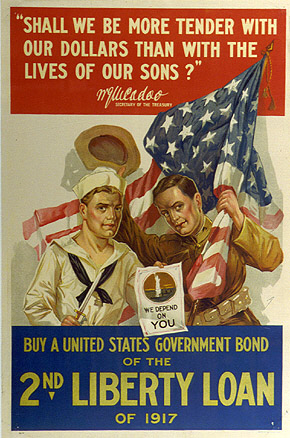 "SHALL WE BE MORE TENDER WITH
OUR DOLLARS THAN WITH THE
LIVES OF OUR SONS?"
W G McAdoo
SECRETARY OF THE TREASURY
WE DEPEND
ON
YOU
BUY A UNITED STATES GOVERNMENT BOND
OF THE
2ND LIBERTY LOAN
OF 1917